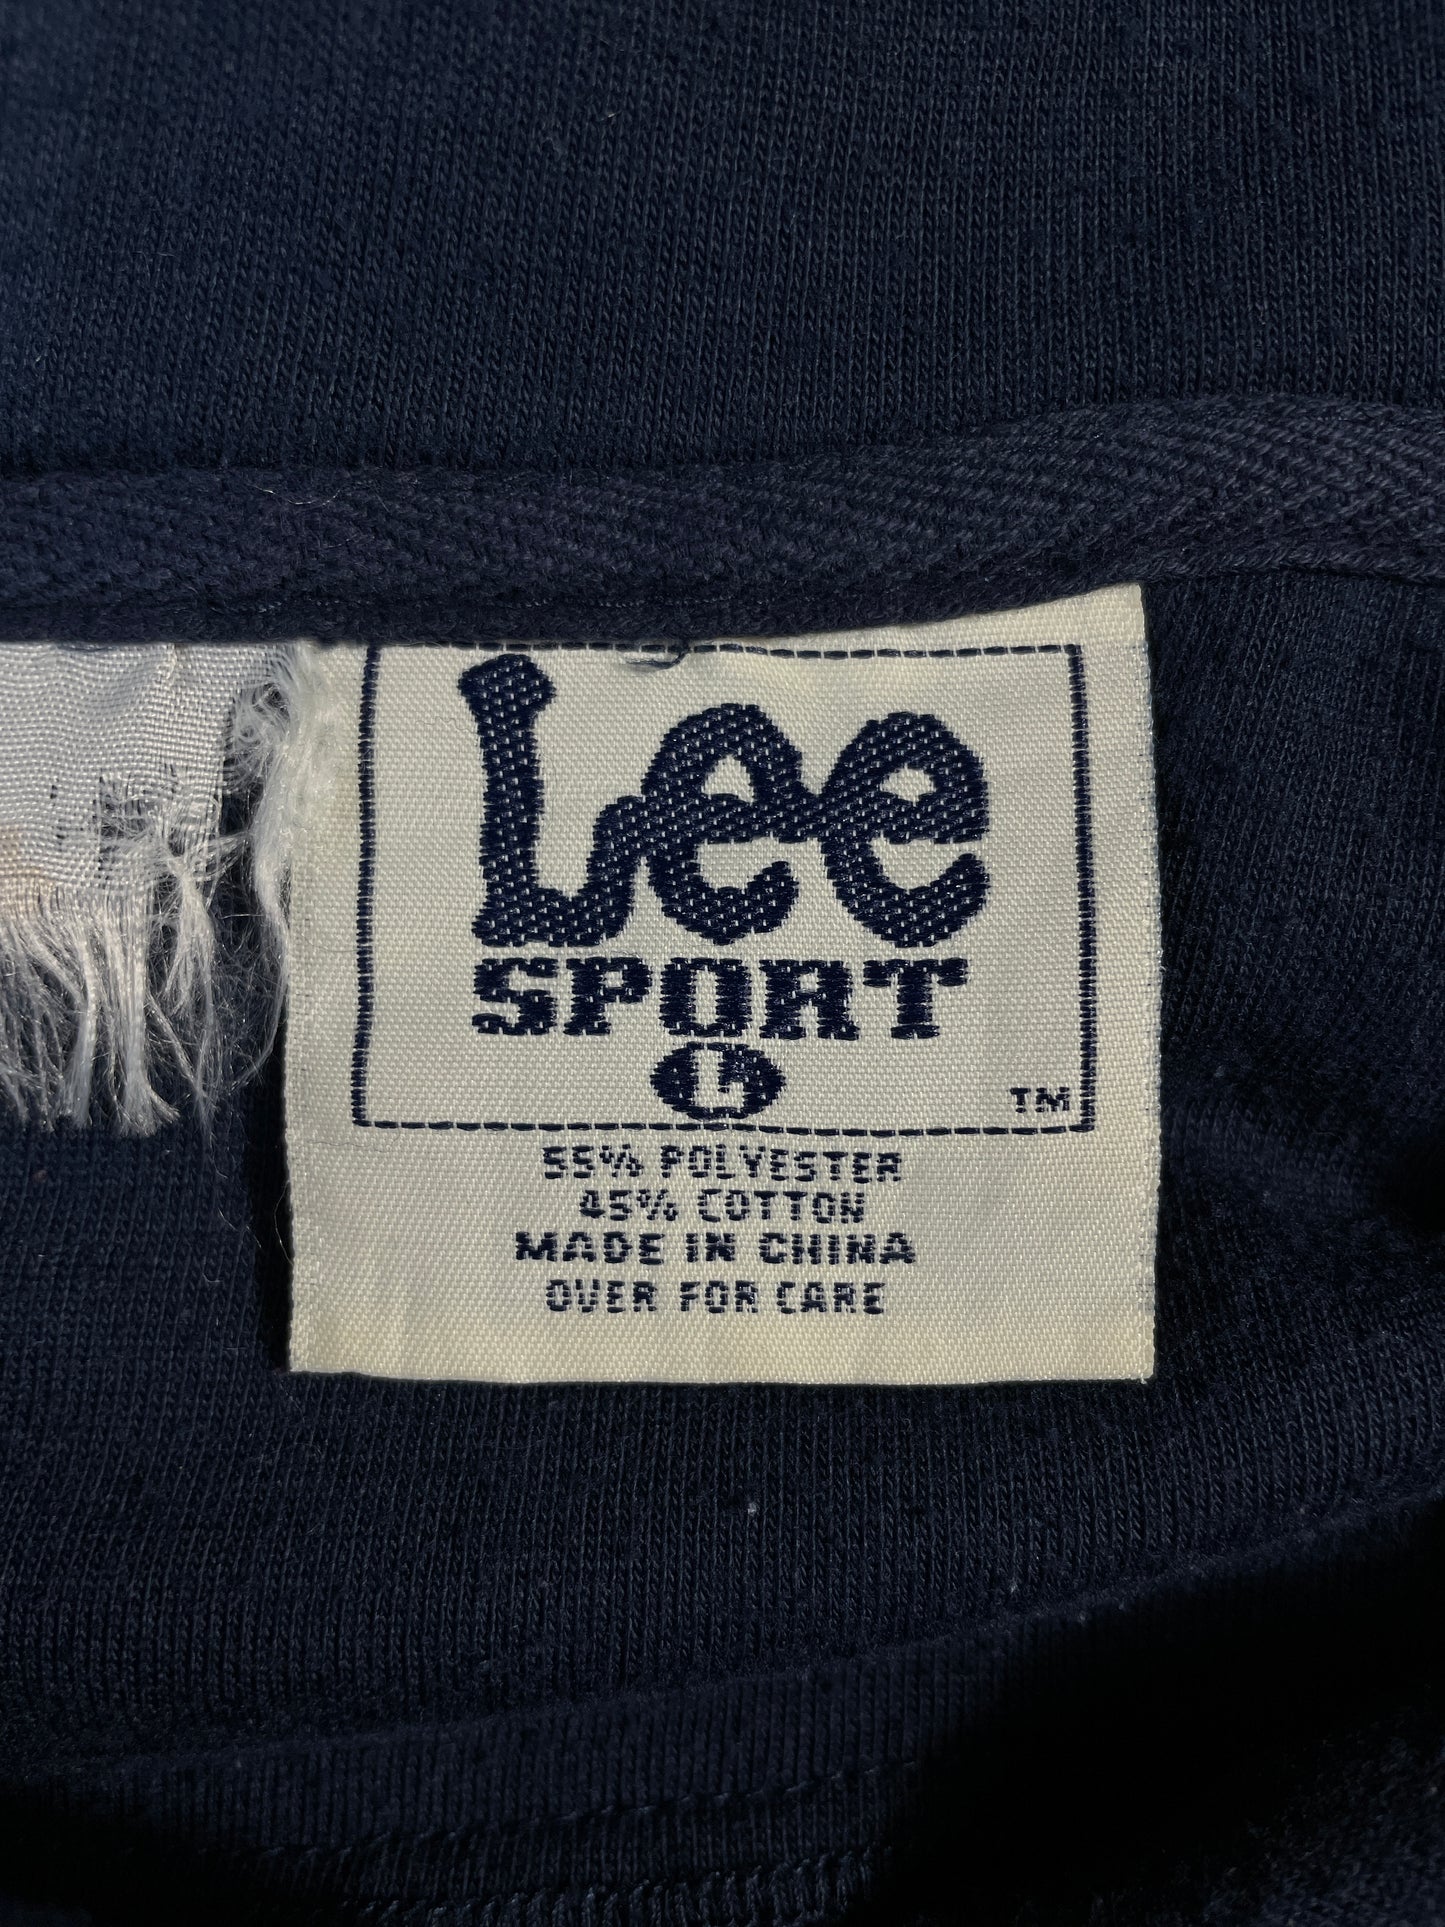 Lee
SPORT
L
TM
55% POLYESTER
45% COTTON
MADE IN CHINA
OVER FOR CARE